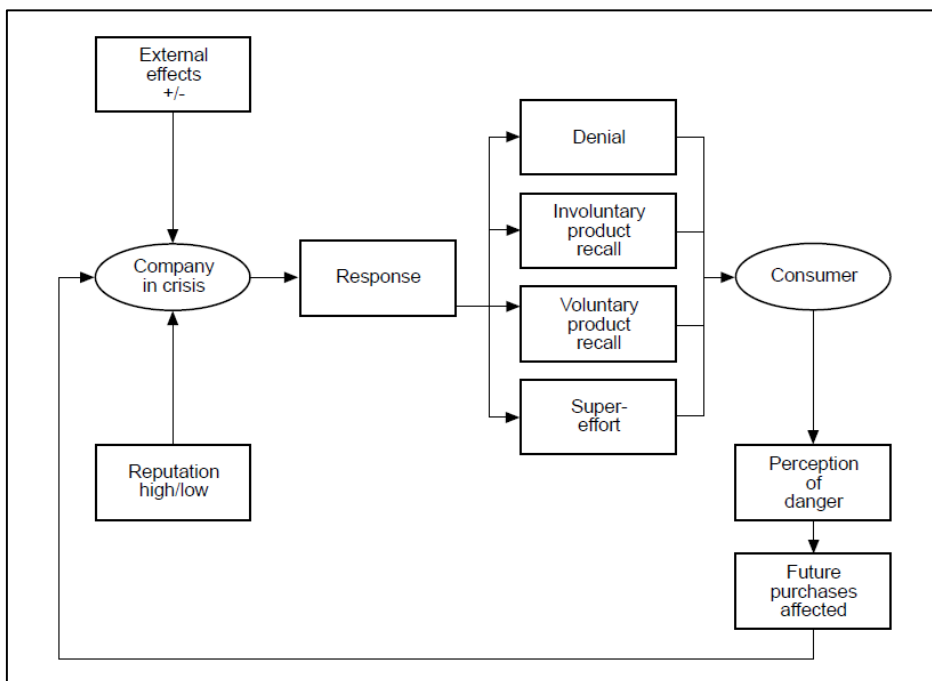 External
effects
+/-
Denial
Involuntary
product
recall
Company
in crisis
Response
Consumer
Voluntary
product
recall
Super-
effort
Reputation
high/low
Perception
of
danger
Future
purchases
affected